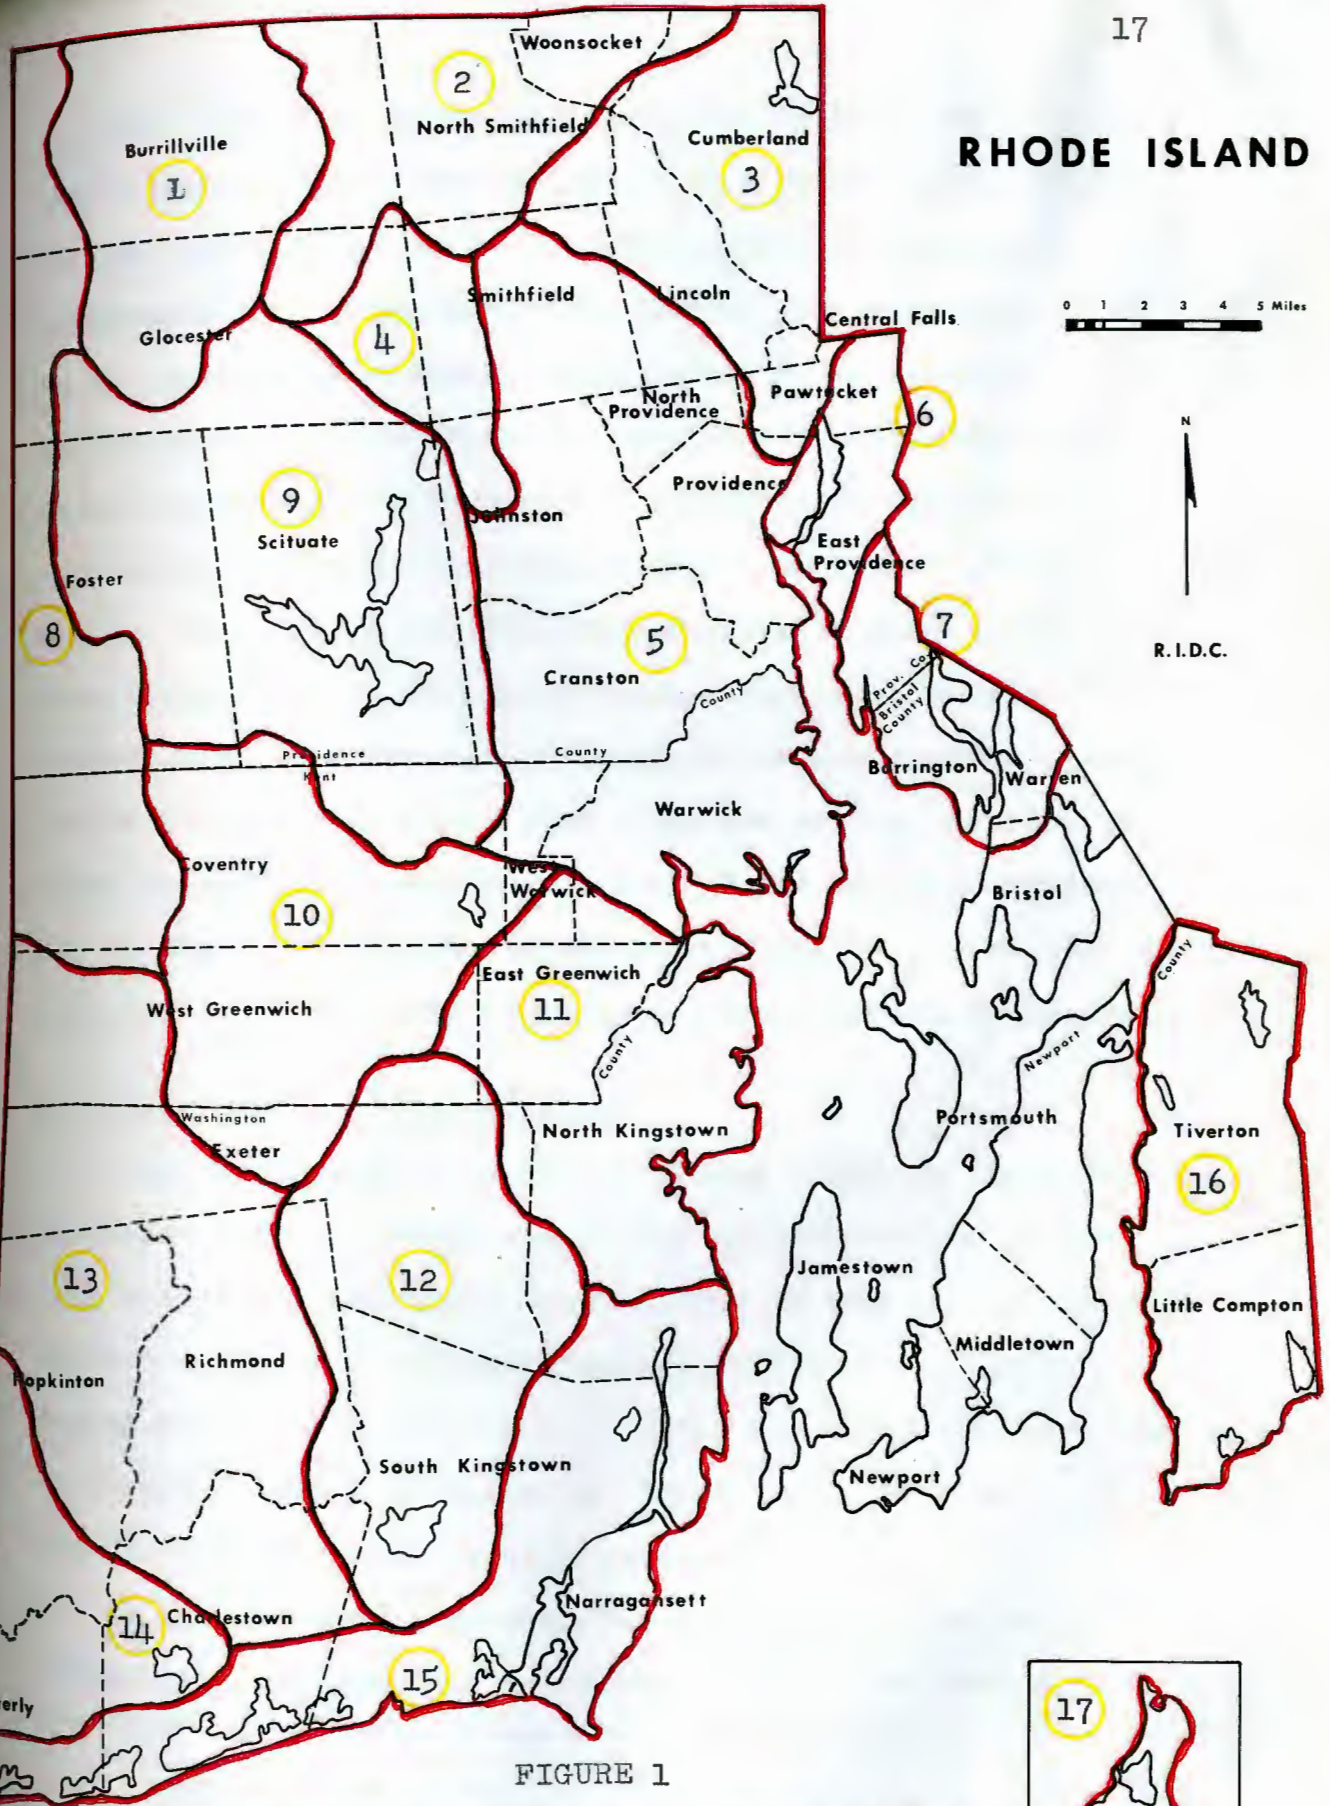 17
RHODE ISLAND
0 1 2 3 4 5 Miles
N
R.I.D.C.
Woonsocket
2
North Smithfield
Cumberland
3
Burrillville
1
Smithfield
Lincoln
Central Falls
Glocester
4
North
Providence
Pawtucket
6
9
Providence
Scituate
Johnston
East
Providence
Foster
8
5
7
Cranston
County
Prov. Co.
Bristol
County
Providence
County
Kent
Barrington
Warren
Warwick
Coventry
West
Warwick
Bristol
10
East Greenwich
County
West Greenwich
11
County
Newport
Washington
Exeter
North Kingstown
Portsmouth
Tiverton
16
13
12
Jamestown
Little Compton
Richmond
Middletown
Hopkinton
South Kingstown
Newport
Narragansett
14
Charlestown
15
erly
17
FIGURE 1